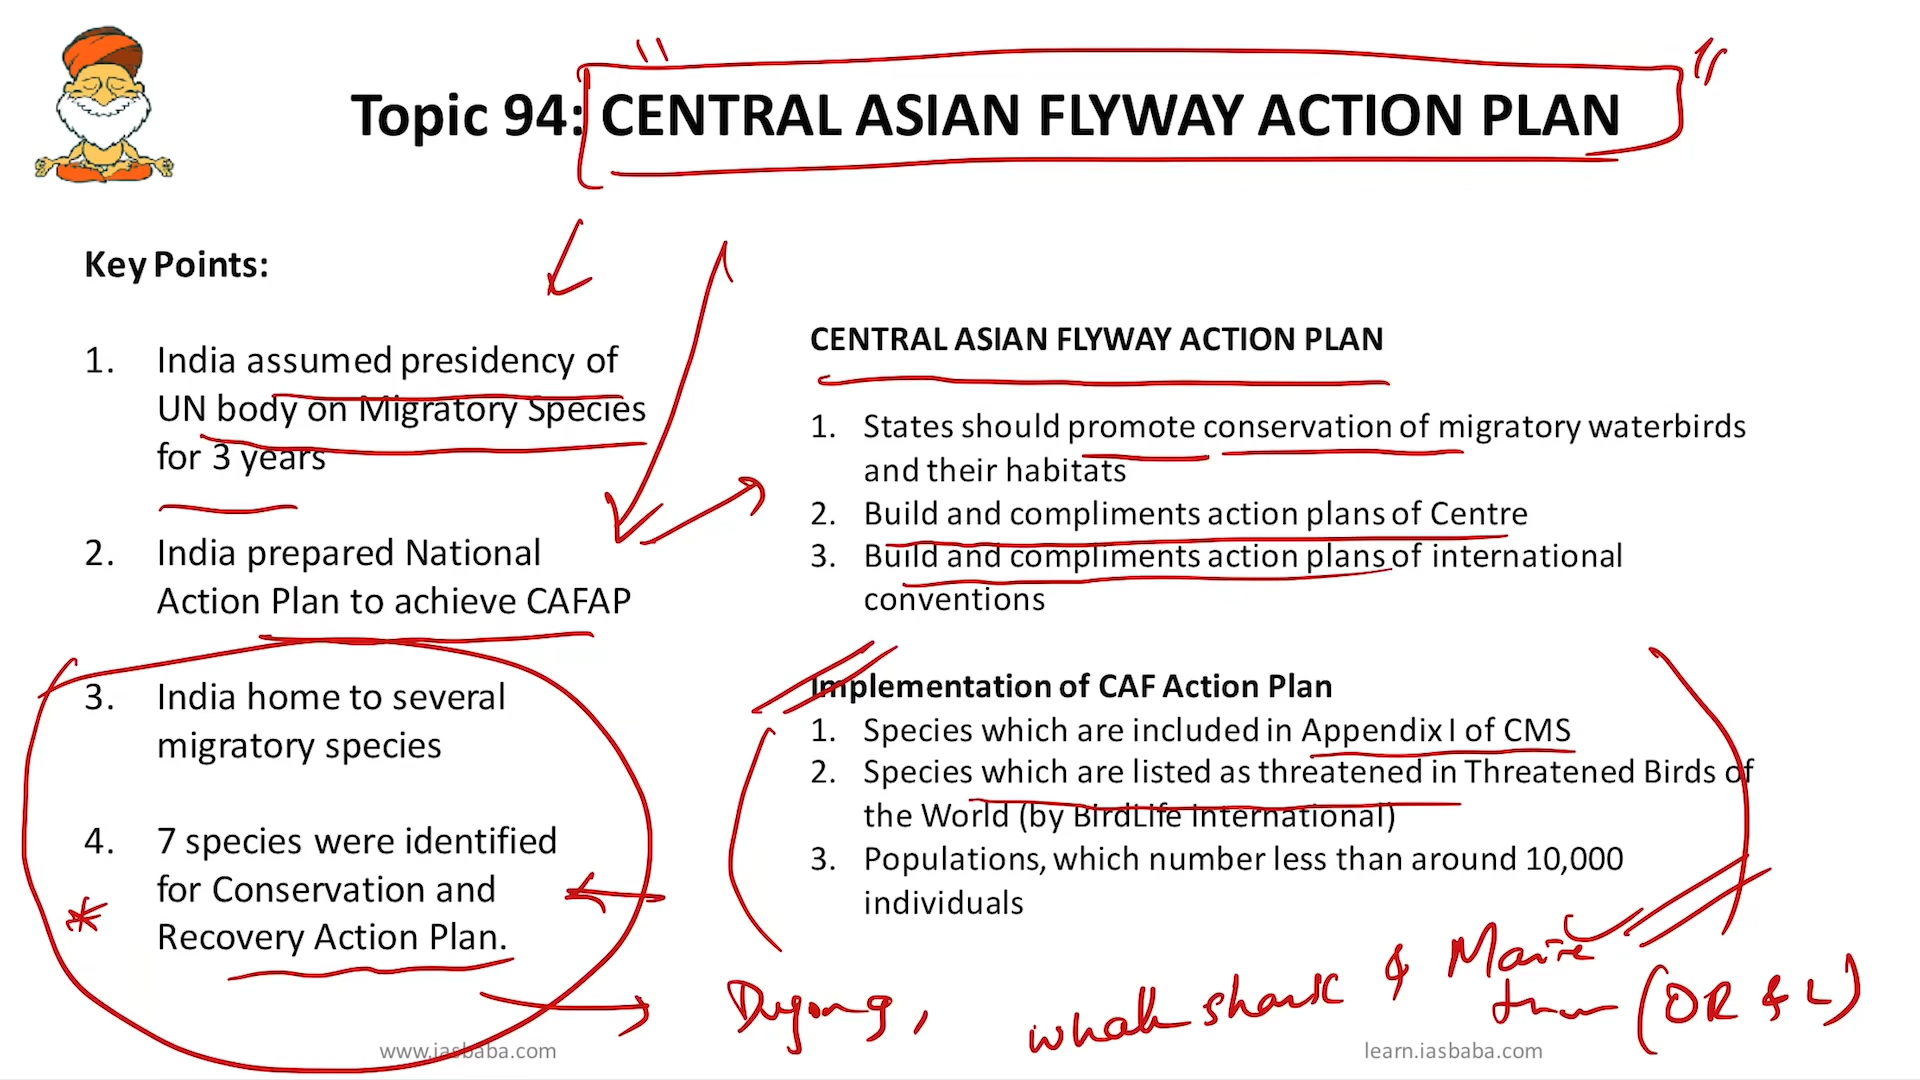 Topic 94: CENTRAL ASIAN FLYWAY ACTION PLAN
Key Points:
1. India assumed presidency of
UN body on Migratory Species
for 3 years
2. India prepared National
Action Plan to achieve CAFAP
3. India home to several
migratory species
4. 7 species were identified
for Conservation and
Recovery Action Plan.
CENTRAL ASIAN FLYWAY ACTION PLAN
1. States should promote conservation of migratory waterbirds
and their habitats
2. Build and compliments action plans of Centre
3. Build and compliments action plans of international
conventions
Implementation of CAF Action Plan
1. Species which are included in Appendix I of CMS
2. Species which are listed as threatened in Threatened Birds of
the World (by BirdLife International)
3. Populations, which number less than around 10,000
individuals
Dugong, whale shark &
(OR & L)
www.iasbaba.com
learn.iasbaba.com